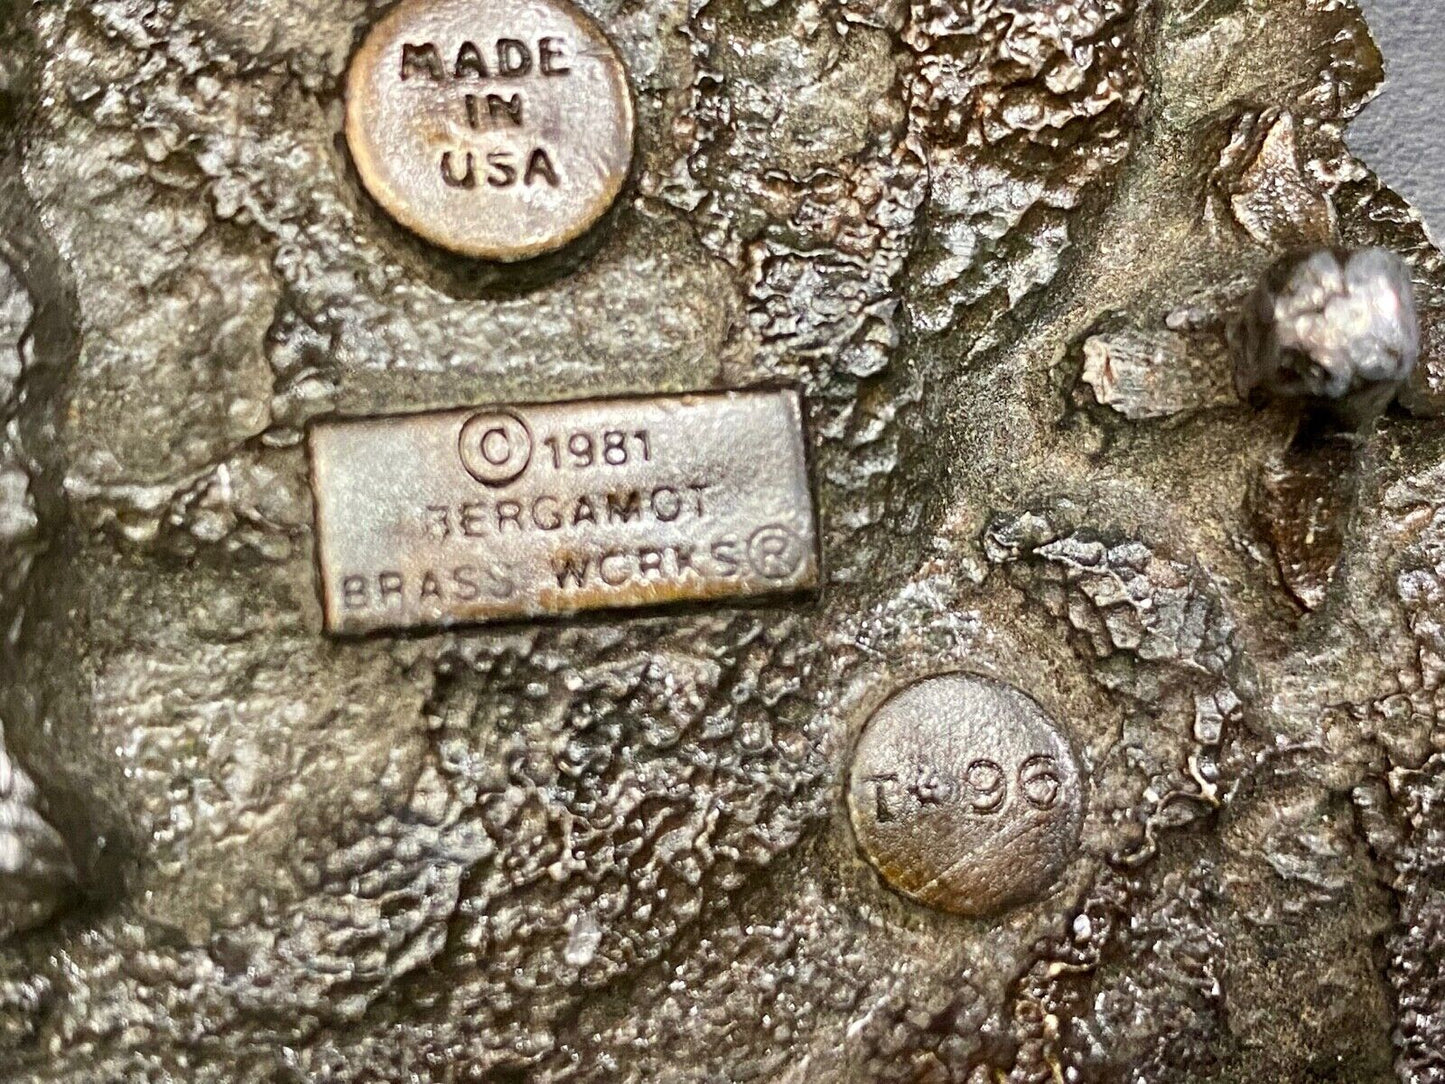 MADE
IN
USA
©1981
BERGAMOT
BRASS WORKS®
T*96